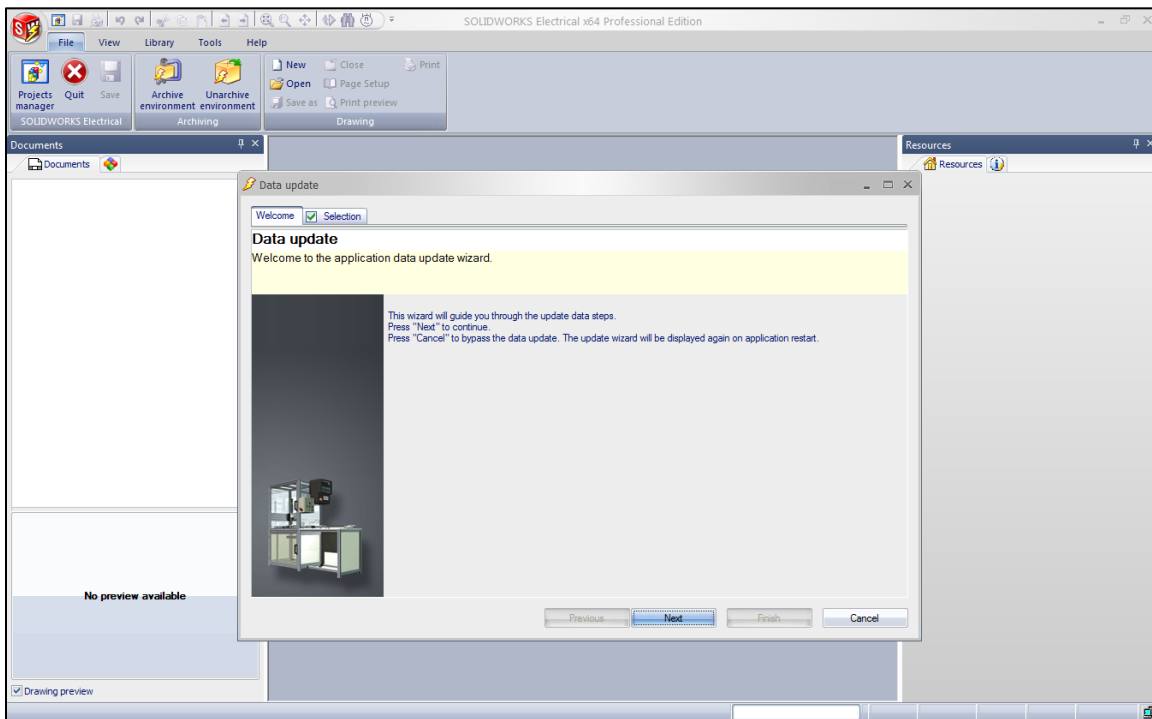 SOLIDWORKS Electrical x64 Professional Edition
File View Library Tools Help
Projects manager
Quit
Save
SOLIDWORKS Electrical
Archive environment
Unarchive environment
Archiving
New Close Print
Open Page Setup
Save as Print preview
Drawing
Documents
Documents
Resources
Resources
Data update
Welcome Selection
Data update
Welcome to the application data update wizard.
This wizard will guide you through the update data steps.
Press "Next" to continue.
Press "Cancel" to bypass the data update. The update wizard will be displayed again on application restart.
No preview available
Previous Next Finish Cancel
Drawing preview